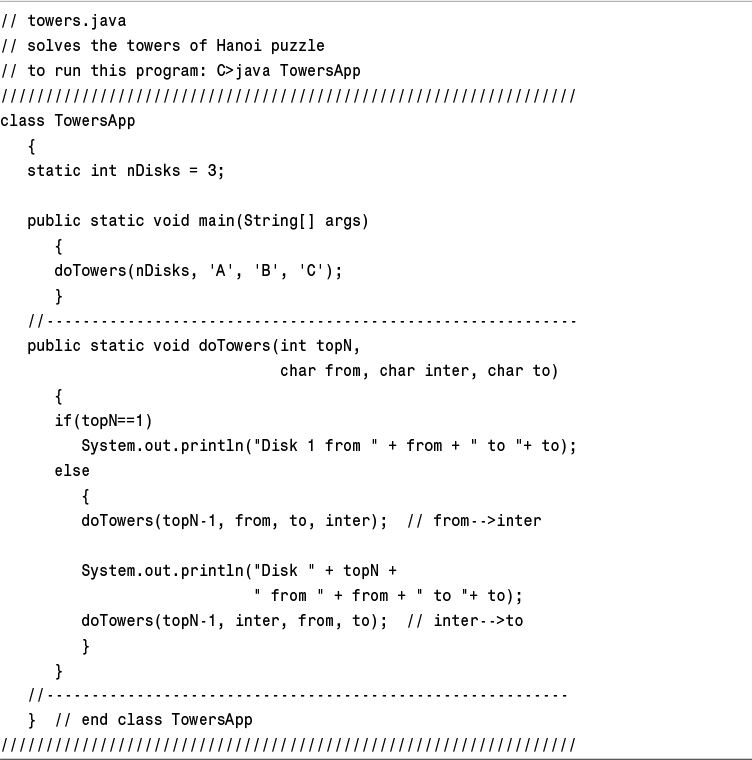 // towers.java
// solves the towers of Hanoi puzzle
// to run this program: C>java TowersApp
////////////////////////////////////////////////////////////////
class TowersApp
   {
   static int nDisks = 3;

   public static void main(String[] args)
      {
      doTowers(nDisks, 'A', 'B', 'C');
      }
   //-----------------------------------------------------------
   public static void doTowers(int topN,
                               char from, char inter, char to)
      {
      if(topN==1)
         System.out.println("Disk 1 from " + from + " to "+ to);
      else
         {
         doTowers(topN-1, from, to, inter);  // from-->inter

         System.out.println("Disk " + topN +
                            " from " + from + " to "+ to);
         doTowers(topN-1, inter, from, to);  // inter-->to
         }
      }
   //----------------------------------------------------------
   }  // end class TowersApp
////////////////////////////////////////////////////////////////